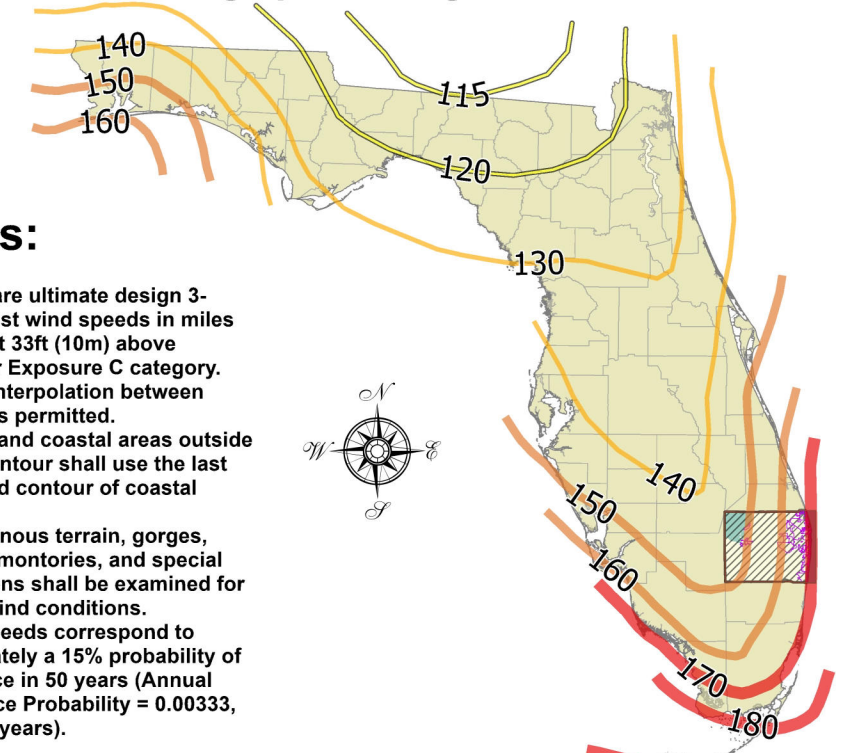 140
150
160
115
120
130
140
150
160
170
180
N
W
E
S
s:
are ultimate design 3-
st wind speeds in miles
t 33ft (10m) above
Exposure C category.
nterpolation between
s permitted.
and coastal areas outside
ntour shall use the last
d contour of coastal
nous terrain, gorges,
montories, and special
ns shall be examined for
ind conditions.
eeds correspond to
ately a 15% probability of
ce in 50 years (Annual
ce Probability = 0.00333,
years).